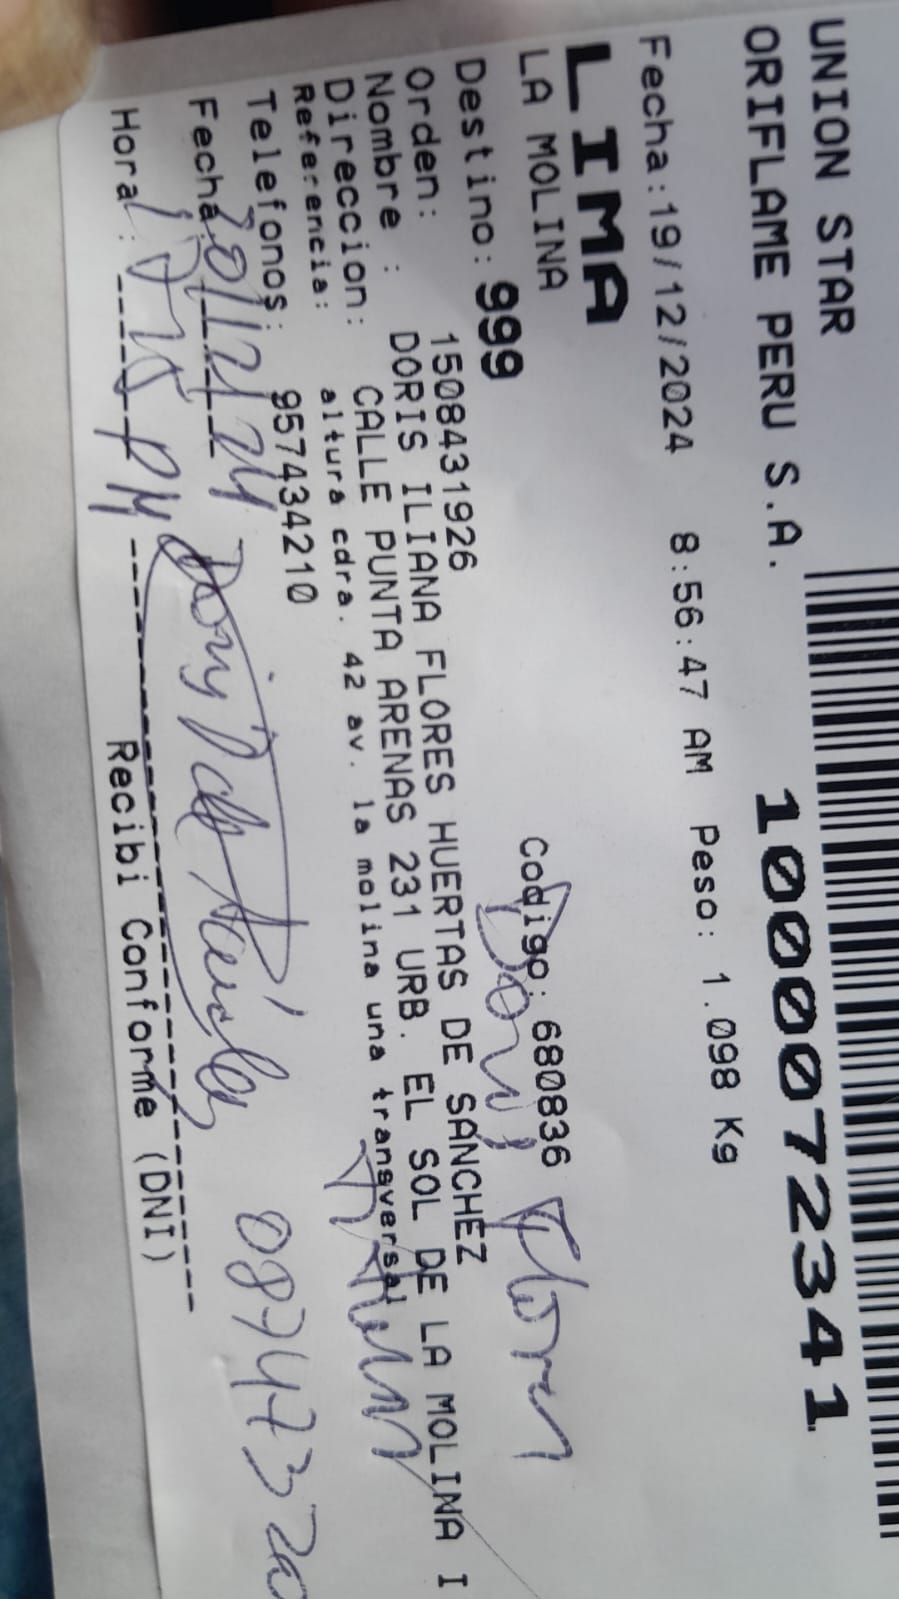 UNION STAR
ORIFLAME PERU S.A. 1000072341
Fecha:19/12/2024 8:56:47 AM Peso: 1.098 Kg
LIMA
LA MOLINA
Codigo: 680836
Destino: 999
Doris Flores
Orden: 1508431926
Nombre : DORIS ILIANA FLORES HUERTAS DE SANCHEZ
Direccion: CALLE PUNTA ARENAS 231 URB. EL SOL DE LA MOLINA I
Referencia: altura cdra. 42 av. la molina una transversal
Telefonos: 957434210
Fecha: 20/12/24
Hora : PM
Recibi Conforme (DNI)